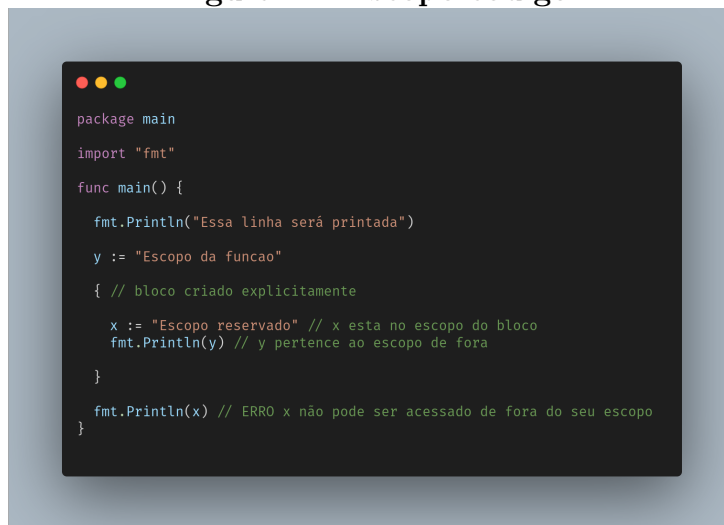 package main
import "fmt"
func main() {
fmt.Println("Essa linha será printada")
y := "Escopo da funcao"
{ // bloco criado explicitamente
x := "Escopo reservado" // x esta no escopo do bloco
fmt.Println(y) // y pertence ao escopo de fora
}
fmt.Println(x) // ERRO x não pode ser acessado de fora do seu escopo
}